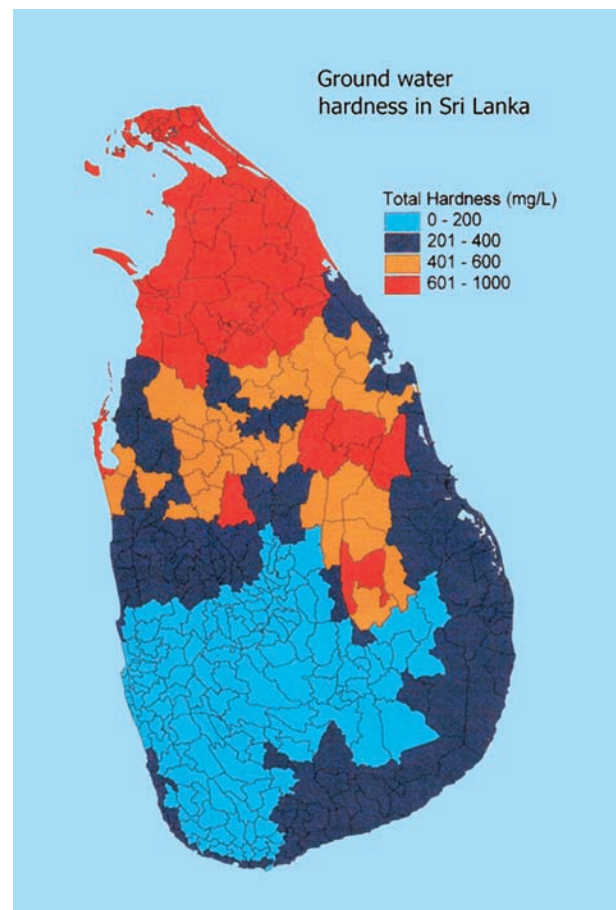 Ground water
hardness in Sri Lanka
Total Hardness (mg/L)
0 - 200
201 - 400
401 - 600
601 - 1000